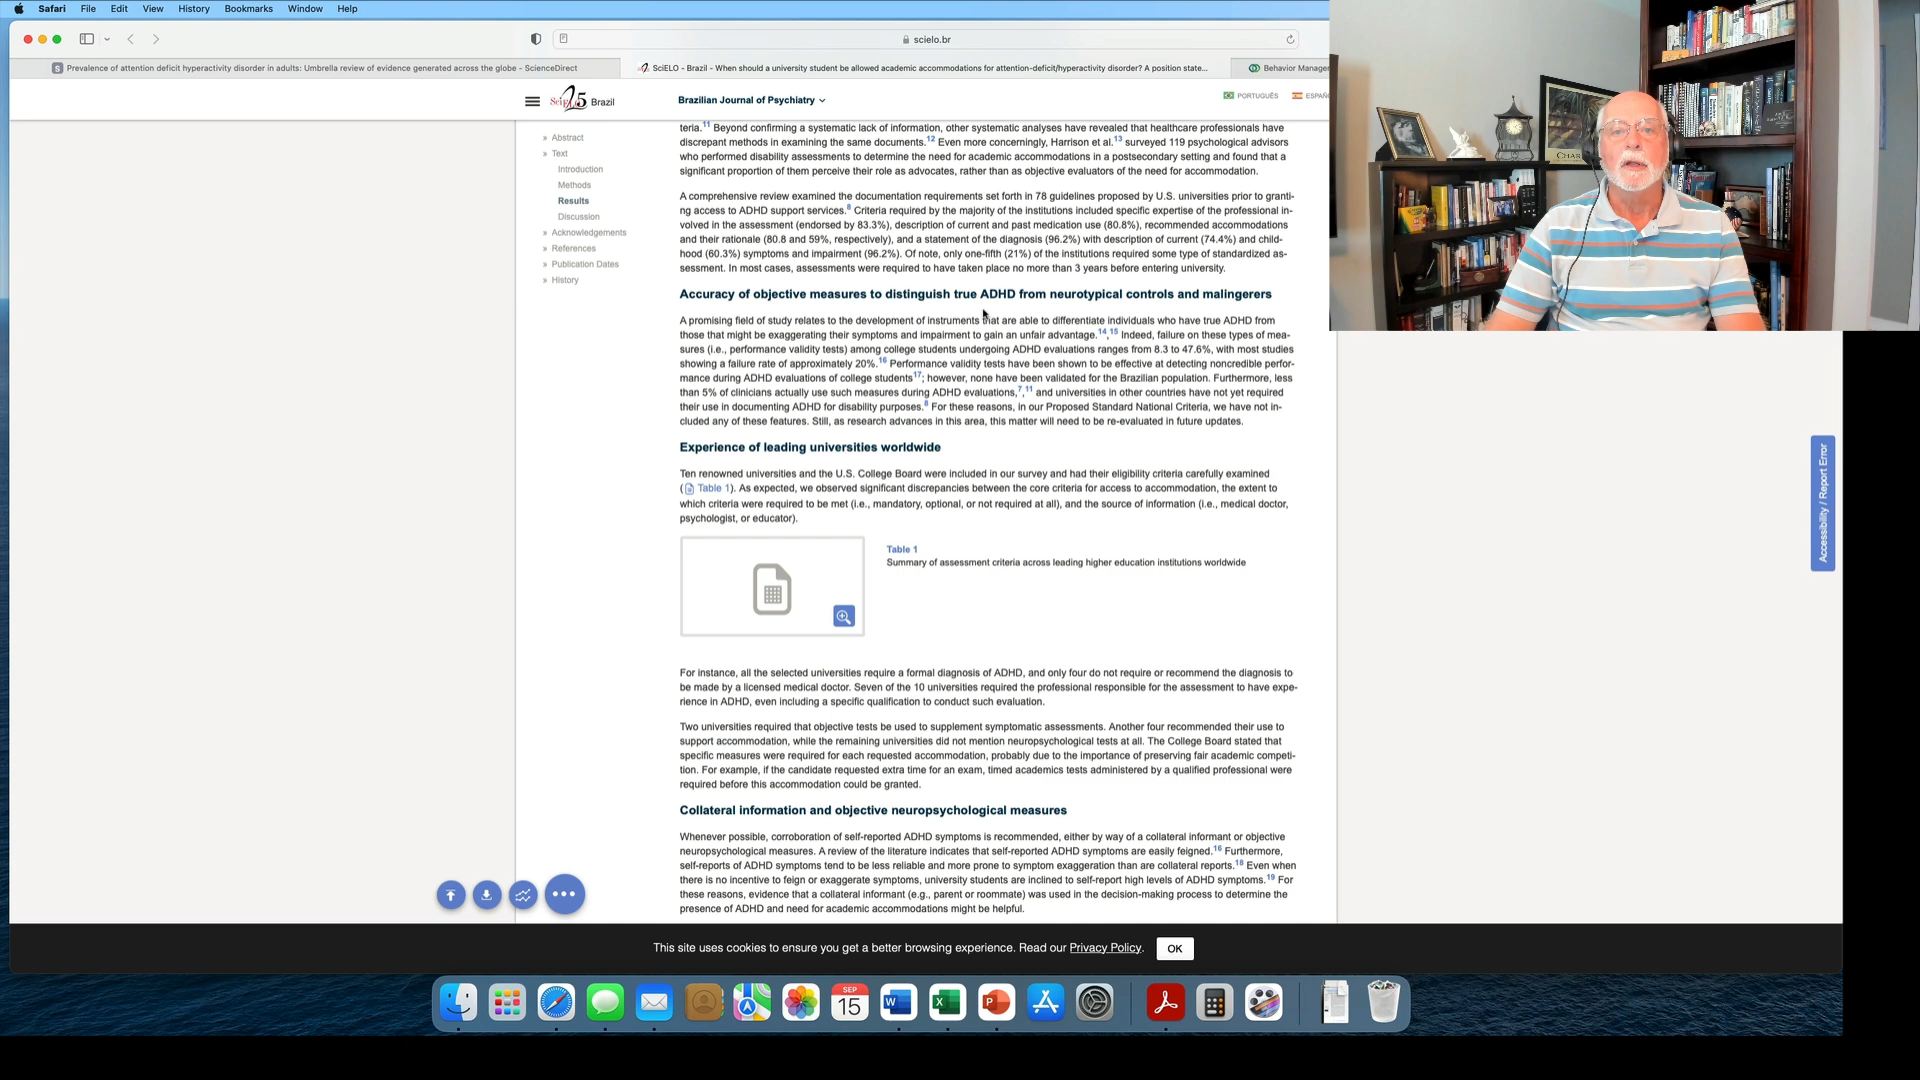 Safari File Edit View History Bookmarks Window Help
scielo.br
Prevalence of attention deficit hyperactivity disorder in adults: Umbrella review of evidence generated across the globe - ScienceDirect
SciELO - Brazil - When should a university student be allowed academic accommodations for attention-deficit/hyperactivity disorder? A position state...
Behavior Manager
SciELO 25 Brazil
Brazilian Journal of Psychiatry
PORTUGUÊS
ESPAÑ
» Abstract
» Text
Introduction
Methods
Results
Discussion
» Acknowledgements
» References
» Publication Dates
» History
teria.11 Beyond confirming a systematic lack of information, other systematic analyses have revealed that healthcare professionals have
discrepant methods in examining the same documents.12 Even more concerningly, Harrison et al.13 surveyed 119 psychological advisors
who performed disability assessments to determine the need for academic accommodations in a postsecondary setting and found that a
significant proportion of them perceive their role as advocates, rather than as objective evaluators of the need for accommodation.
A comprehensive review examined the documentation requirements set forth in 78 guidelines proposed by U.S. universities prior to granti-
ng access to ADHD support services.8 Criteria required by the majority of the institutions included specific expertise of the professional in-
volved in the assessment (endorsed by 83.3%), description of current and past medication use (80.8%), recommended accommodations
and their rationale (80.8 and 59%, respectively), and a statement of the diagnosis (96.2%) with description of current (74.4%) and child-
hood (60.3%) symptoms and impairment (96.2%). Of note, only one-fifth (21%) of the institutions required some type of standardized as-
sessment. In most cases, assessments were required to have taken place no more than 3 years before entering university.
Accuracy of objective measures to distinguish true ADHD from neurotypical controls and malingerers
A promising field of study relates to the development of instruments that are able to differentiate individuals who have true ADHD from
those that might be exaggerating their symptoms and impairment to gain an unfair advantage.14,15 Indeed, failure on these types of mea-
sures (i.e., performance validity tests) among college students undergoing ADHD evaluations ranges from 8.3 to 47.6%, with most studies
showing a failure rate of approximately 20%.16 Performance validity tests have been shown to be effective at detecting noncredible perfor-
mance during ADHD evaluations of college students17; however, none have been validated for the Brazilian population. Furthermore, less
than 5% of clinicians actually use such measures during ADHD evaluations,7,11 and universities in other countries have not yet required
their use in documenting ADHD for disability purposes.8 For these reasons, in our Proposed Standard National Criteria, we have not in-
cluded any of these features. Still, as research advances in this area, this matter will need to be re-evaluated in future updates.
Experience of leading universities worldwide
Ten renowned universities and the U.S. College Board were included in our survey and had their eligibility criteria carefully examined
( Table 1). As expected, we observed significant discrepancies between the core criteria for access to accommodation, the extent to
which criteria were required to be met (i.e., mandatory, optional, or not required at all), and the source of information (i.e., medical doctor,
psychologist, or educator).
Table 1
Summary of assessment criteria across leading higher education institutions worldwide
For instance, all the selected universities require a formal diagnosis of ADHD, and only four do not require or recommend the diagnosis to
be made by a licensed medical doctor. Seven of the 10 universities required the professional responsible for the assessment to have expe-
rience in ADHD, even including a specific qualification to conduct such evaluation.
Two universities required that objective tests be used to supplement symptomatic assessments. Another four recommended their use to
support accommodation, while the remaining universities did not mention neuropsychological tests at all. The College Board stated that
specific measures were required for each requested accommodation, probably due to the importance of preserving fair academic competi-
tion. For example, if the candidate requested extra time for an exam, timed academics tests administered by a qualified professional were
required before this accommodation could be granted.
Collateral information and objective neuropsychological measures
Whenever possible, corroboration of self-reported ADHD symptoms is recommended, either by way of a collateral informant or objective
neuropsychological measures. A review of the literature indicates that self-reported ADHD symptoms are easily feigned.16 Furthermore,
self-reports of ADHD symptoms tend to be less reliable and more prone to symptom exaggeration than are collateral reports.18 Even when
there is no incentive to feign or exaggerate symptoms, university students are inclined to self-report high levels of ADHD symptoms.19 For
these reasons, evidence that a collateral informant (e.g., parent or roommate) was used in the decision-making process to determine the
presence of ADHD and need for academic accommodations might be helpful.
Accessibility / Report Error
This site uses cookies to ensure you get a better browsing experience. Read our Privacy Policy. OK
SEP
15